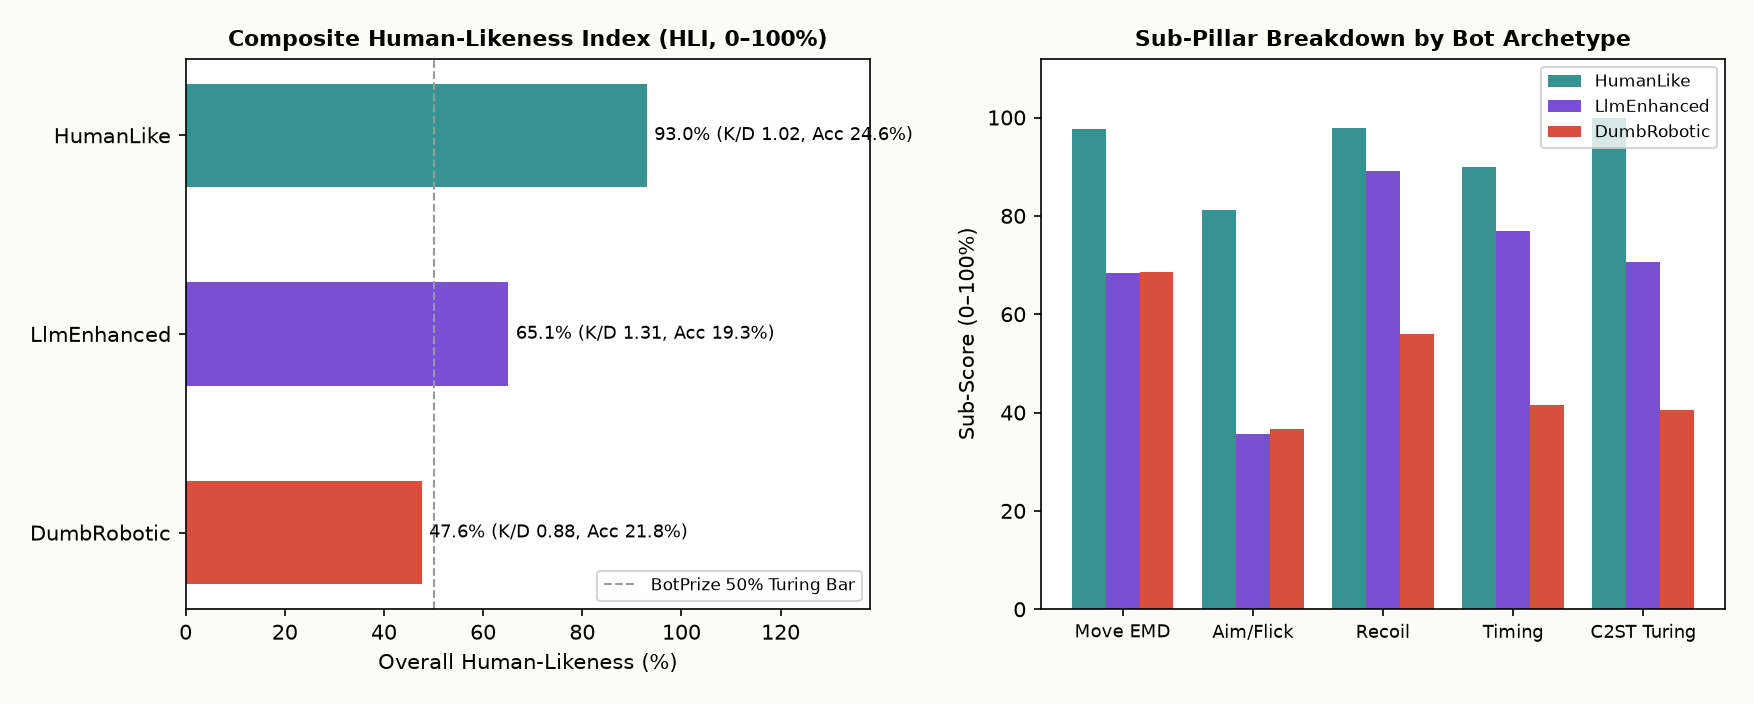 Composite Human-Likeness Index (HLI, 0–100%)
HumanLike
93.0% (K/D 1.02, Acc 24.6%)
LlmEnhanced
65.1% (K/D 1.31, Acc 19.3%)
DumbRobotic
47.6% (K/D 0.88, Acc 21.8%)
BotPrize 50% Turing Bar
0 20 40 60 80 100 120
Overall Human-Likeness (%)
Sub-Pillar Breakdown by Bot Archetype
HumanLike
LlmEnhanced
DumbRobotic
Sub-Score (0–100%)
100
80
60
40
20
0
Move EMD Aim/Flick Recoil Timing C2ST Turing